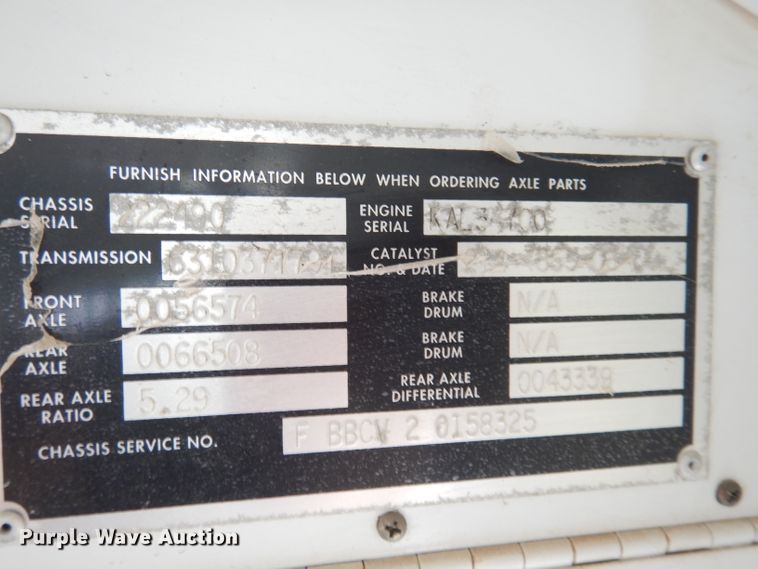 FURNISH INFORMATION BELOW WHEN ORDERING AXLE PARTS
CHASSIS SERIAL 222490
ENGINE SERIAL
TRANSMISSION
CATALYST NO. & DATE
FRONT AXLE 0056574
BRAKE DRUM N/A
REAR AXLE 0066508
BRAKE DRUM N/A
REAR AXLE RATIO 5.29
REAR AXLE DIFFERENTIAL 0043339
CHASSIS SERVICE NO. F BBCV 2 0158325
Purple Wave Auction